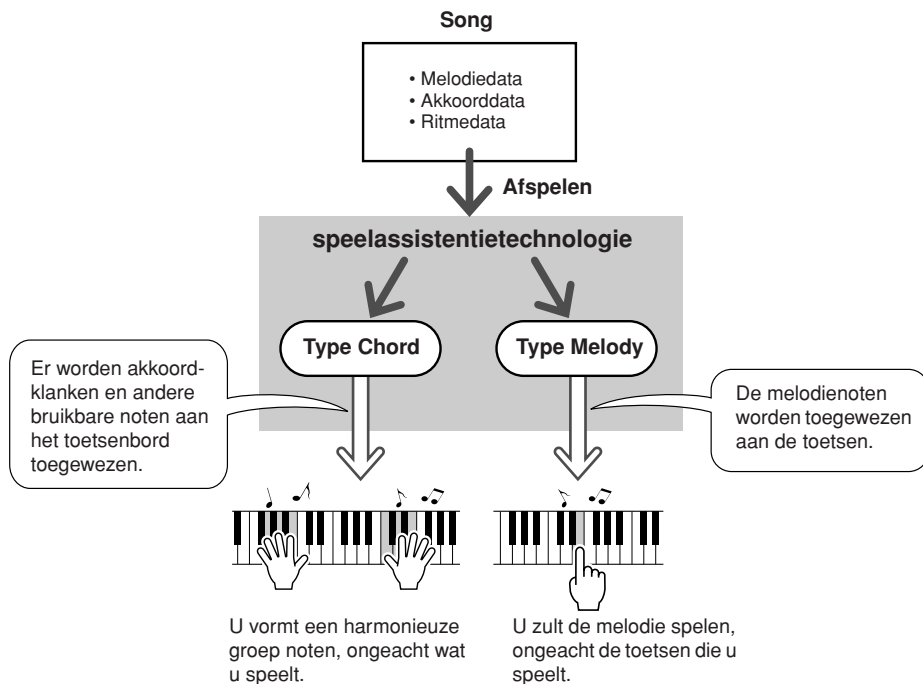 Song
• Melodiedata
• Akkoorddata
• Ritmedata
Afspelen
speelassistentietechnologie
Type Chord
Type Melody
Er worden akkoord-
klanken en andere
bruikbare noten aan
het toetsenbord
toegewezen.
De melodienoten
worden toegewezen
aan de toetsen.
U vormt een harmonieuze
groep noten, ongeacht wat
u speelt.
U zult de melodie spelen,
ongeacht de toetsen die u
speelt.